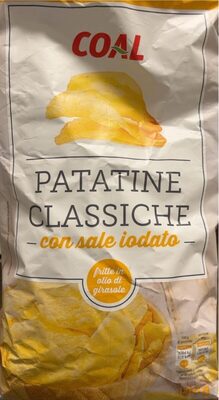 COAL
PATATINE
CLASSICHE
con sale iodato
fritte in
olio di
girasole